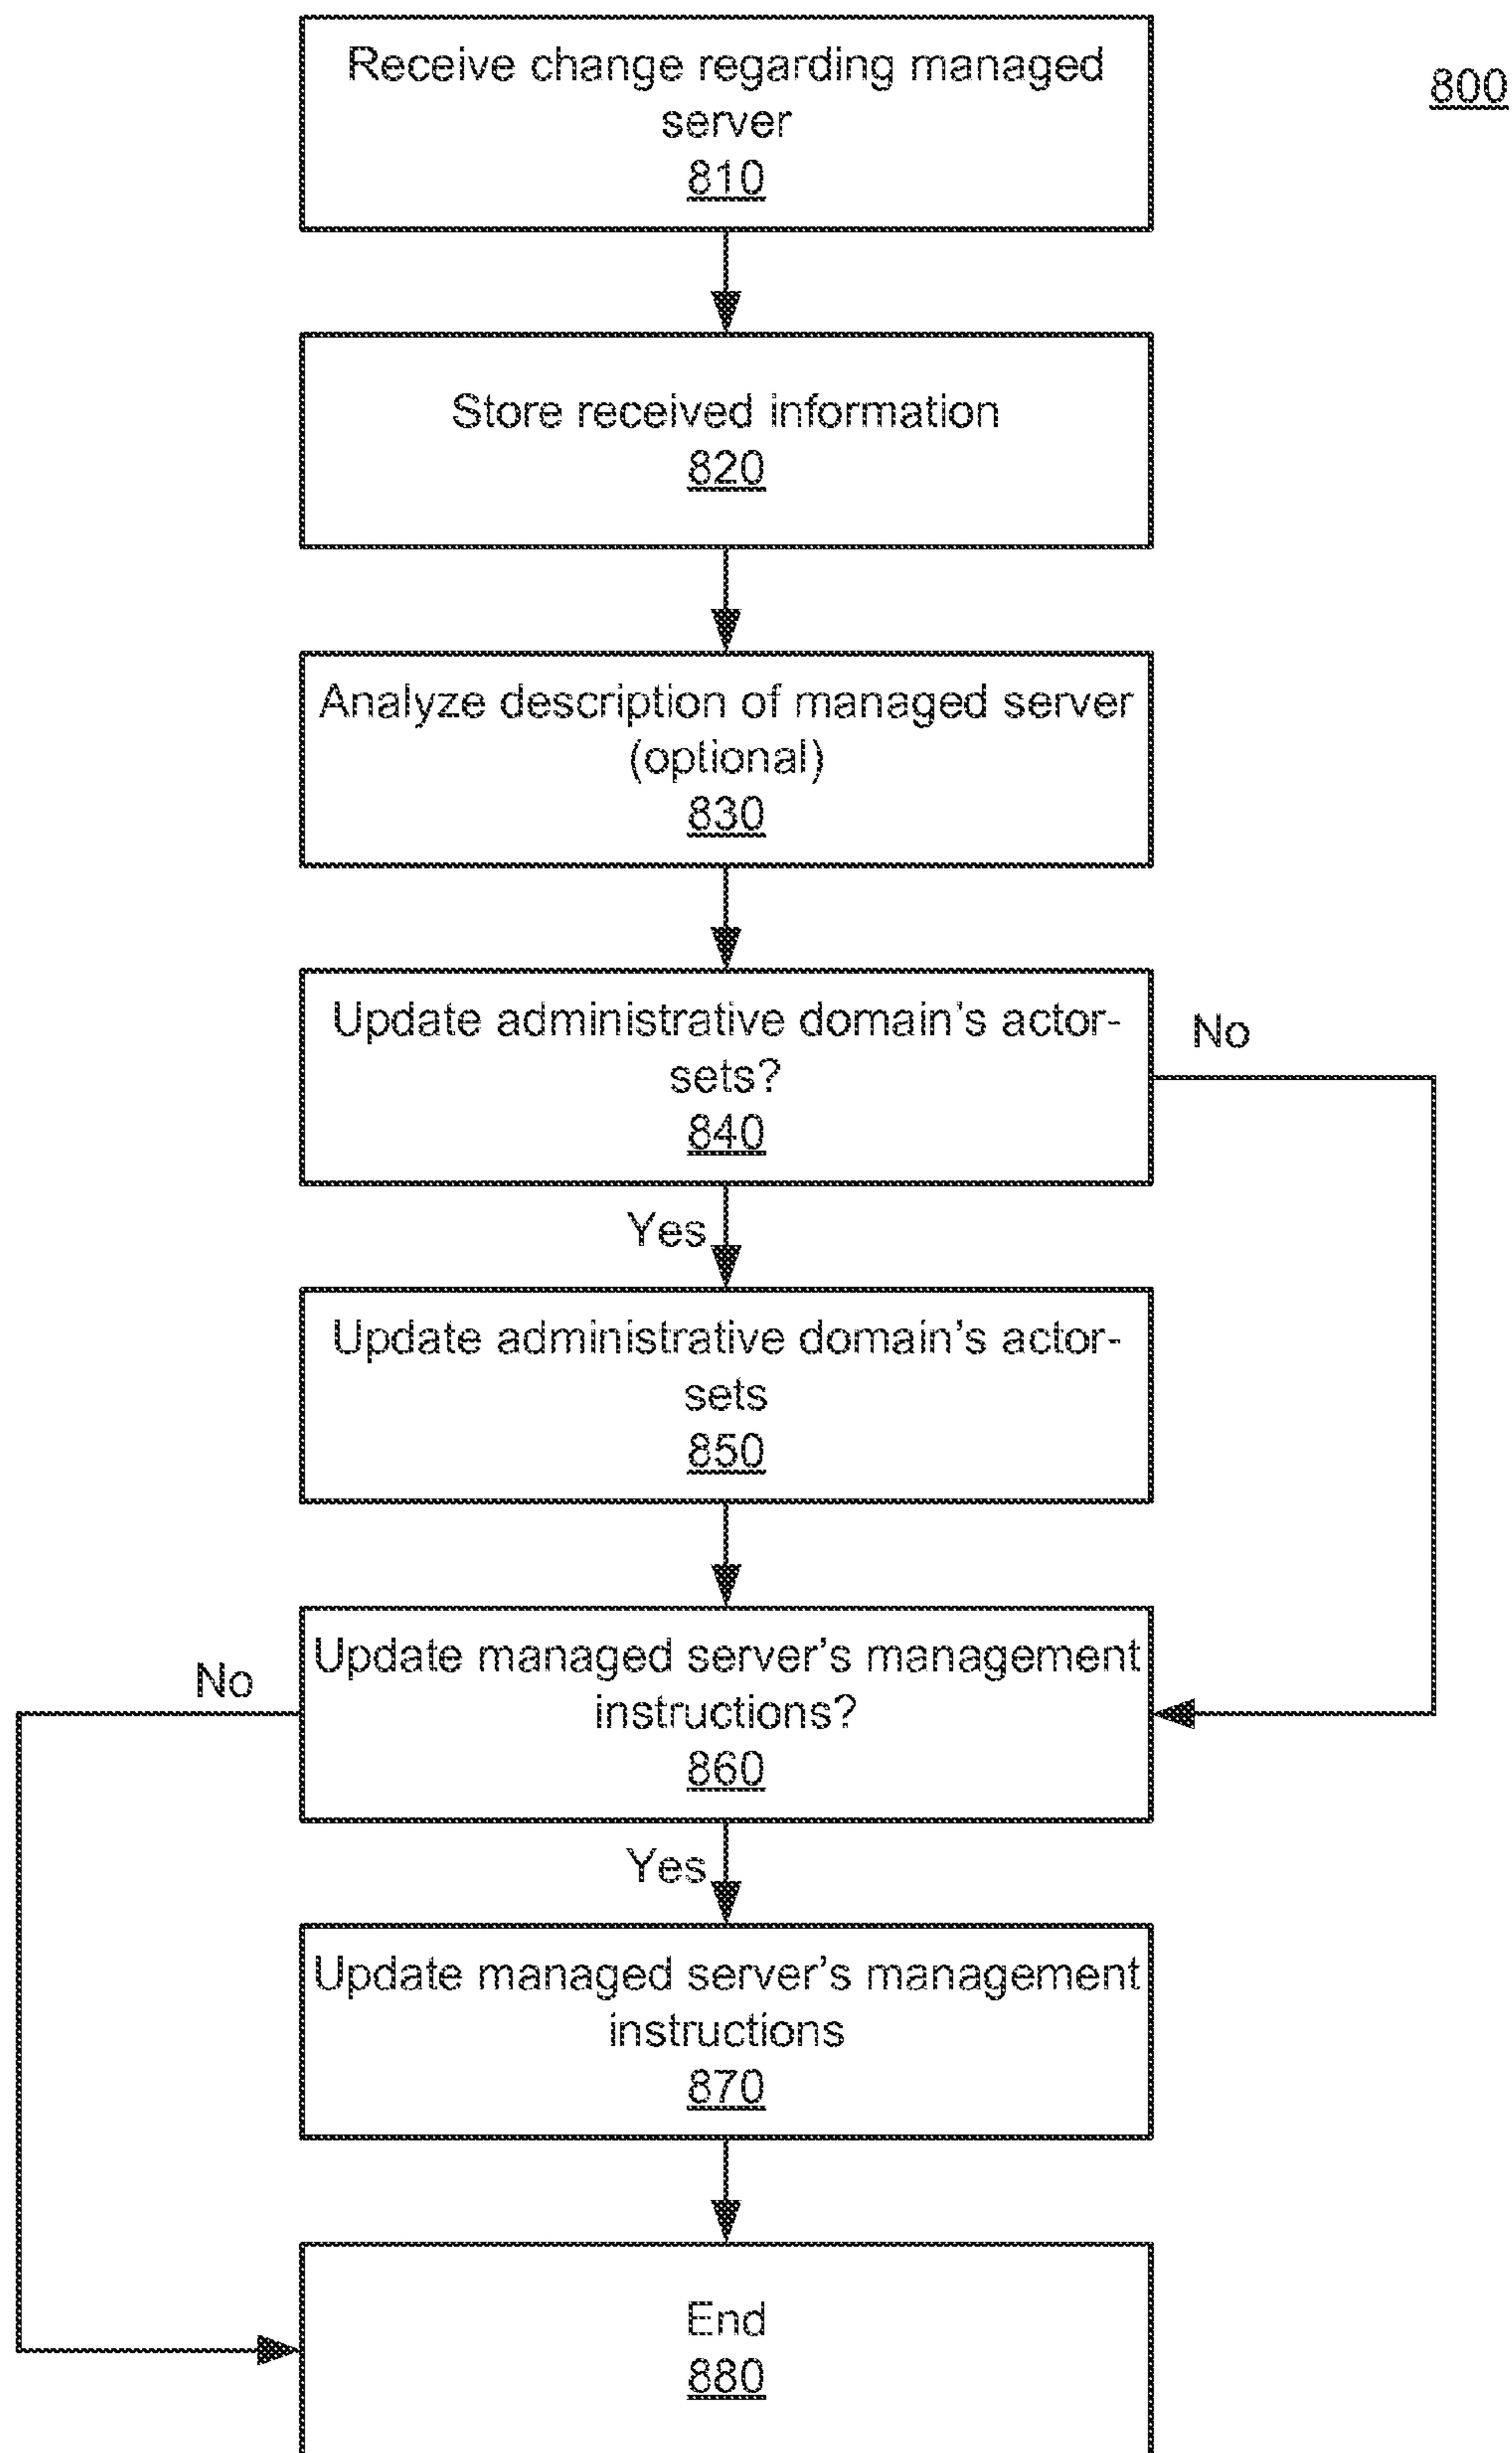 800
Receive change regarding managed
server
810
Store received information
820
Analyze description of managed server
(optional)
830
Update administrative domain's actor-
sets?
840
No
Yes
Update administrative domain's actor-
sets
850
Update managed server's management
instructions?
860
No
Yes
Update managed server's management
instructions
870
End
880